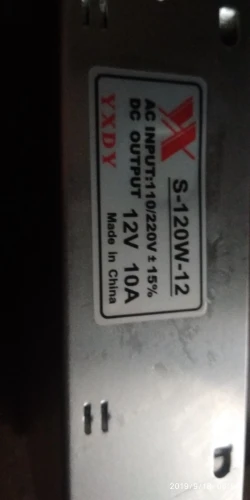 S-120W-12
AC INPUT:110/220V±15%
DC OUTPUT 12V 10A
YXDY Made in China